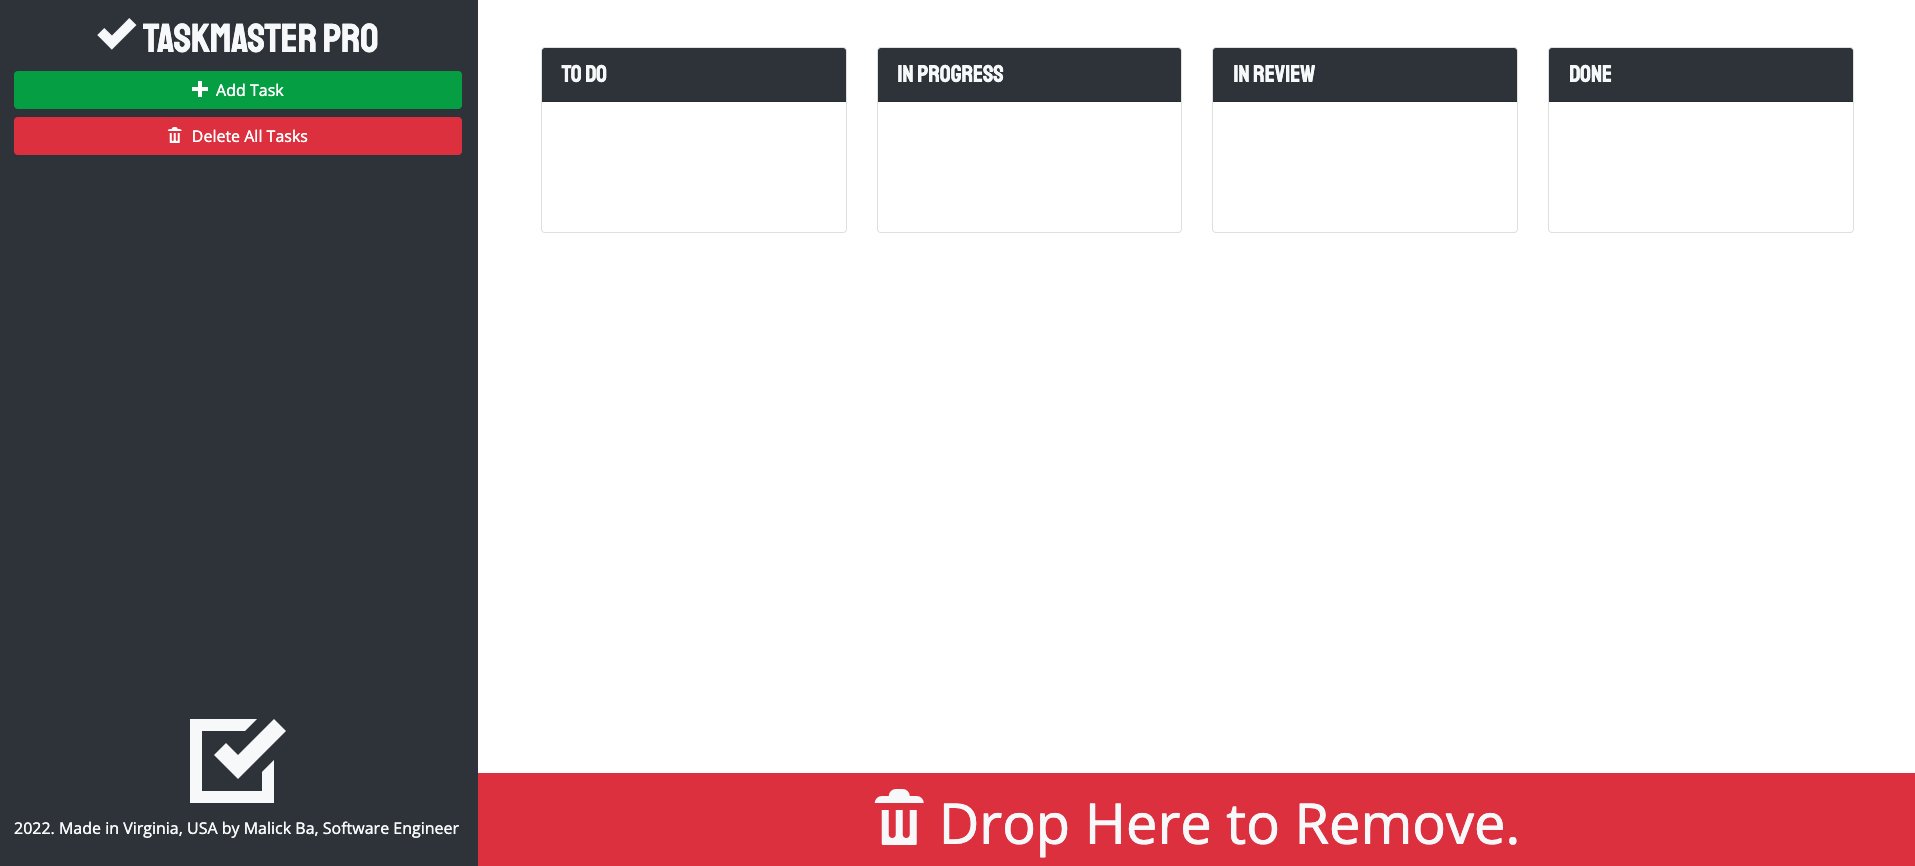 TASKMASTER PRO
Add Task
Delete All Tasks
TO DO
IN PROGRESS
IN REVIEW
DONE
2022. Made in Virginia, USA by Malick Ba, Software Engineer
Drop Here to Remove.